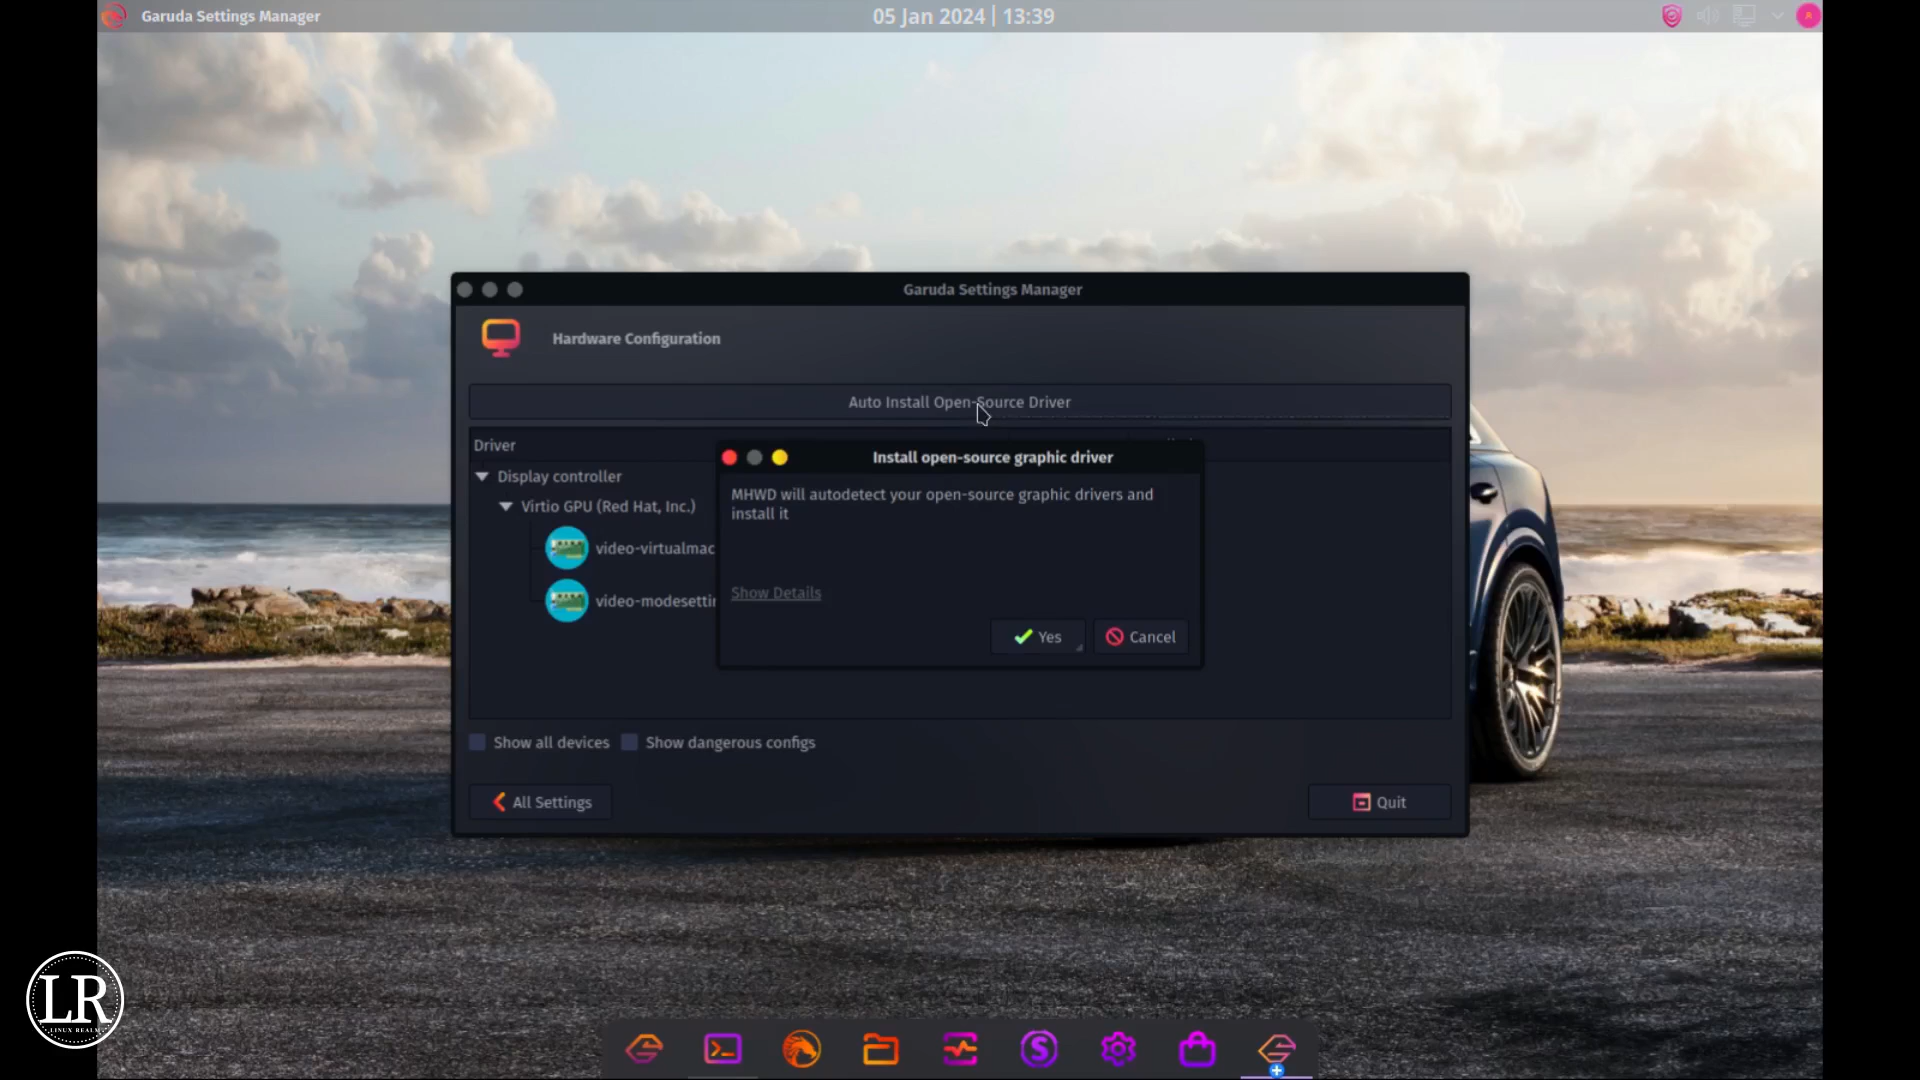 Garuda Settings Manager
05 Jan 2024 | 13:39
Garuda Settings Manager
Hardware Configuration
Auto Install Open-Source Driver
Driver
Install open-source graphic driver
Display controller
MHWD will autodetect your open-source graphic drivers and
install it
Virtio GPU (Red Hat, Inc.)
video-virtualmac
Show Details
video-modesettin
Yes
Cancel
Show all devices
Show dangerous configs
All Settings
Quit
LR
LINUX REALM